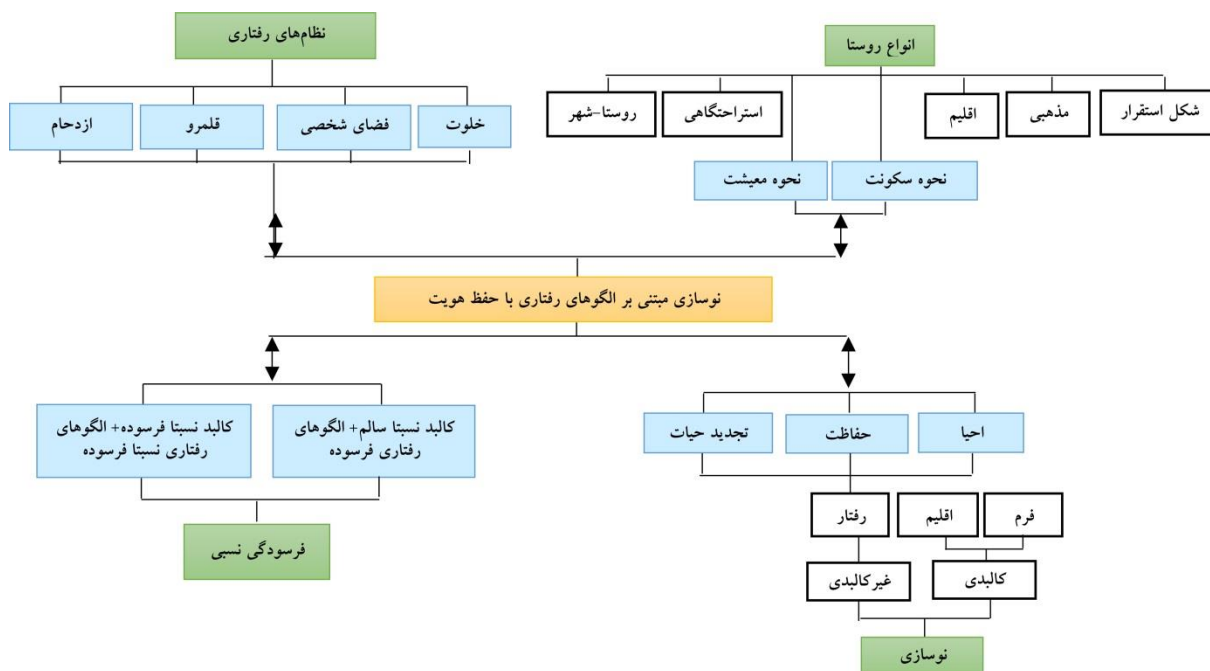 انواع روستا
شکل استقرار
مذهبی
اقلیم
استراحتگاهی
روستا-شهر
نحوه سکونت
نحوه معیشت
نظام‌های رفتاری
خلوت
فضای شخصی
قلمرو
ازدحام
نوسازی مبتنی بر الگوهای رفتاری با حفظ هویت
احیا
حفاظت
تجدید حیات
فرم
اقلیم
رفتار
کالبدی
غیرکالبدی
نوسازی
کالبد نسبتا سالم+ الگوهای
رفتاری فرسوده
کالبد نسبتا فرسوده+ الگوهای
رفتاری نسبتا فرسوده
فرسودگی نسبی